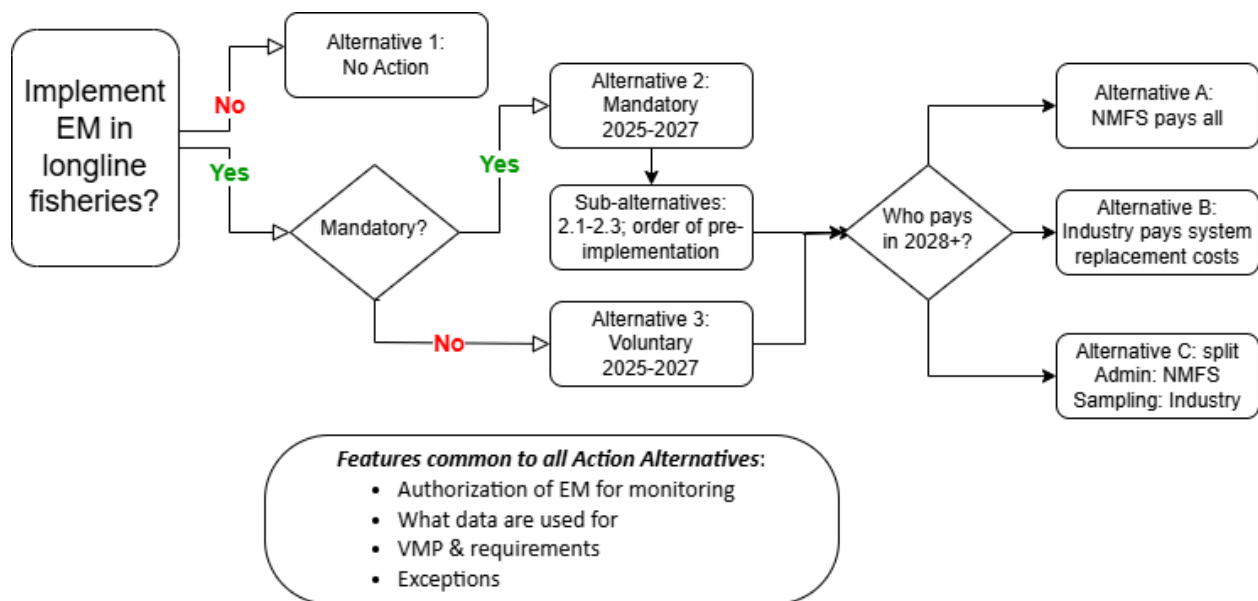 Implement
EM in
longline
fisheries?
No
Yes
Alternative 1:
No Action
Mandatory?
Yes
No
Alternative 2:
Mandatory
2025-2027
Sub-alternatives:
2.1-2.3; order of pre-
implementation
Alternative 3:
Voluntary
2025-2027
Who pays
in 2028+?
Alternative A:
NMFS pays all
Alternative B:
Industry pays system
replacement costs
Alternative C: split
Admin: NMFS
Sampling: Industry
Features common to all Action Alternatives:
• Authorization of EM for monitoring
• What data are used for
• VMP & requirements
• Exceptions